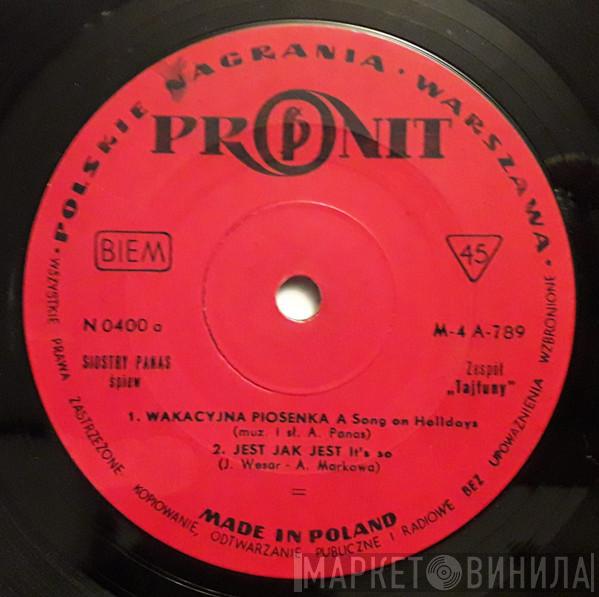 • POLSKIE NAGRANIA • WARSZAWA •
PRONIT
BIEM
45
N 0400 a
M-4 A-789
SIOSTRY PANAS
śpiew
Zespół
„Tajfuny"
1. WAKACYJNA PIOSENKA A Song on Holidays
(muz. i sł. A. Panas)
2. JEST JAK JEST It's so
(J. Wesar - A. Markowa)
=
MADE IN POLAND
WSZYSTKIE PRAWA ZASTRZEŻONE. KOPIOWANIE, ODTWARZANIE PUBLICZNE I RADIOWE BEZ UPOWAŻNIENIA WZBRONIONE
МАРКЕТ ВИНИЛА